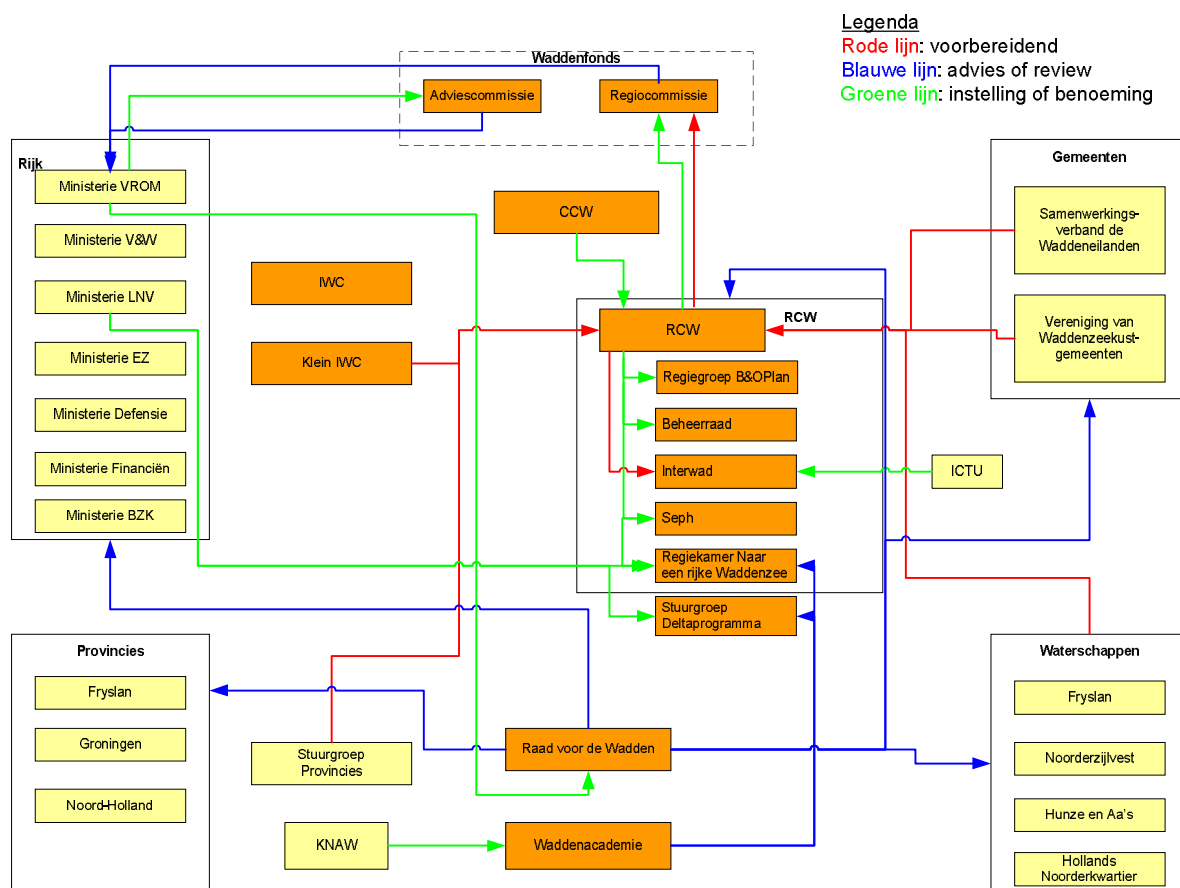 Legenda
Rode lijn: voorbereidend
Blauwe lijn: advies of review
Groene lijn: instelling of benoeming
Waddenfonds
Adviescommissie
Regiocommissie
Rijk
Ministerie VROM
Ministerie V&W
Ministerie LNV
Ministerie EZ
Ministerie Defensie
Ministerie Financiën
Ministerie BZK
CCW
IWC
Klein IWC
RCW
RCW
Regiegroep B&OPlan
Beheerraad
Interwad
Seph
Regiekamer Naar
een rijke Waddenzee
Stuurgroep
Deltaprogramma
Gemeenten
Samenwerkings-
verband de
Waddeneilanden
Vereniging van
Waddenzeekust-
gemeenten
ICTU
Provincies
Fryslan
Groningen
Noord-Holland
Stuurgroep
Provincies
Raad voor de Wadden
KNAW
Waddenacademie
Waterschappen
Fryslan
Noorderzijlvest
Hunze en Aa's
Hollands
Noorderkwartier